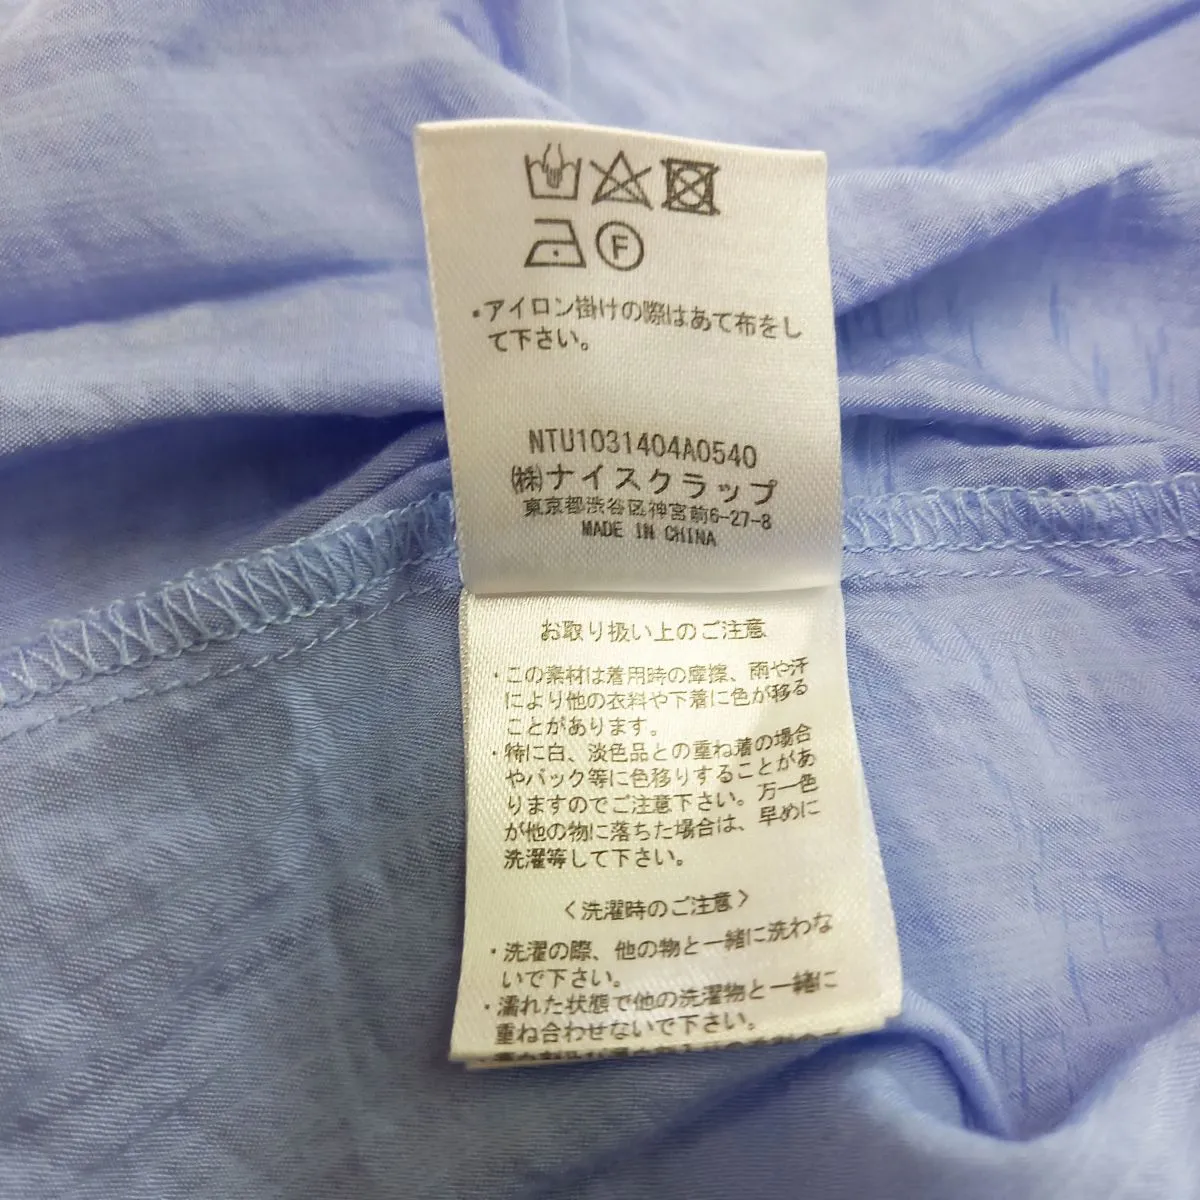 F
・アイロン掛けの際はあて布をし
て下さい。
NTU1031404A0540
㈱ナイスクラップ
東京都渋谷区神宮前6-27-8
MADE IN CHINA
お取り扱い上のご注意
・この素材は着用時の摩擦、雨や汗
により他の衣料や下着に色が移る
ことがあります。
・特に白、淡色品との重ね着の場合
やバック等に色移りすることがあ
りますのでご注意下さい。万一色
が他の物に落ちた場合は、早めに
洗濯等して下さい。
<洗濯時のご注意>
・洗濯の際、他の物と一緒に洗わな
いで下さい。
・濡れた状態で他の洗濯物と一緒に
重ね合わせないで下さい。